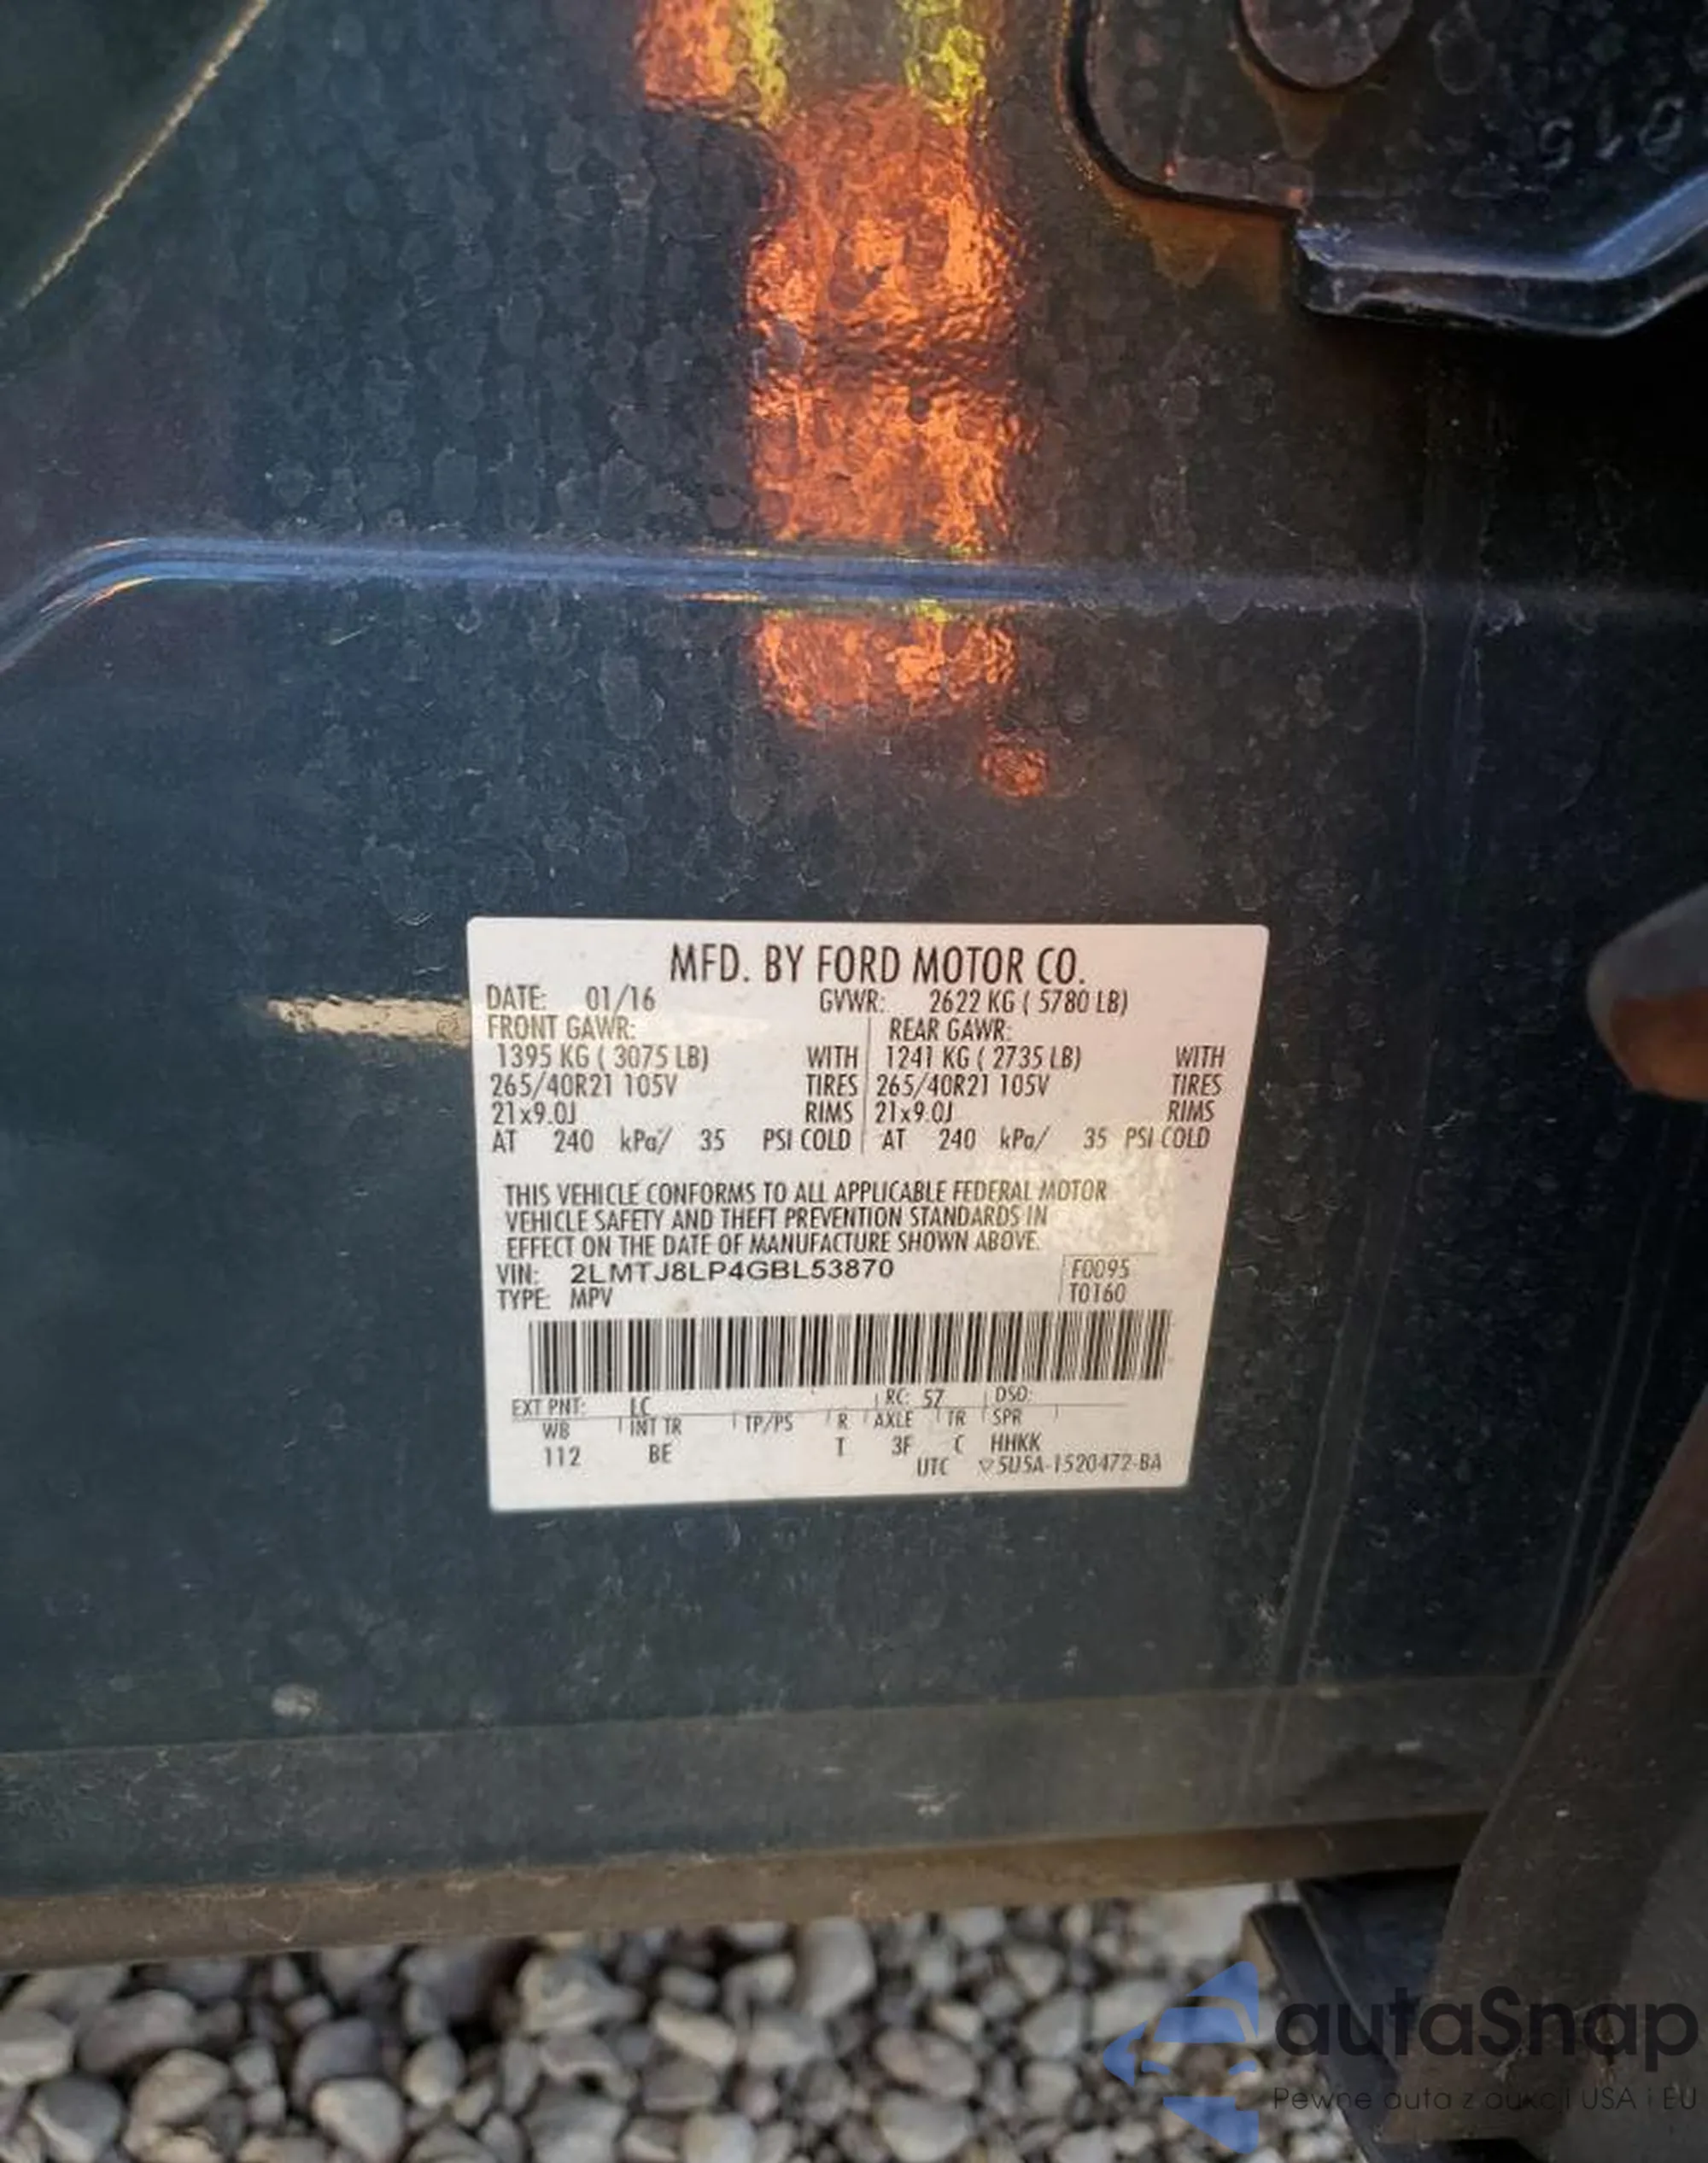 015
MFD. BY FORD MOTOR CO.
DATE: 01/16 GVWR: 2622 KG ( 5780 LB)
FRONT GAWR: REAR GAWR:
1395 KG ( 3075 LB) WITH 1241 KG ( 2735 LB) WITH
265/40R21 105V TIRES 265/40R21 105V TIRES
21x9.0J RIMS 21x9.0J RIMS
AT 240 kPa/ 35 PSI COLD AT 240 kPa/ 35 PSI COLD
THIS VEHICLE CONFORMS TO ALL APPLICABLE FEDERAL MOTOR
VEHICLE SAFETY AND THEFT PREVENTION STANDARDS IN
EFFECT ON THE DATE OF MANUFACTURE SHOWN ABOVE.
VIN: 2LMTJ8LP4GBL53870 F0095
TYPE: MPV T0160
EXT PNT: LC RC: 57 DSO:
WB INT TR TP/PS R AXLE TR SPR
112 BE T 3F C HHKK
UTC ▽5U5A-1520472-BA
autaSnap
Pewne auta z aukcji USA i EU